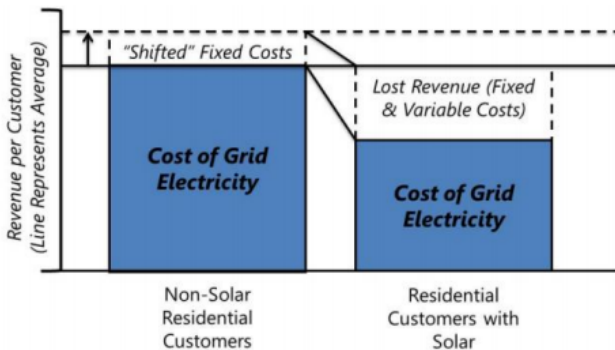 Revenue per Customer
(Line Represents Average)
"Shifted" Fixed Costs
Lost Revenue (Fixed
& Variable Costs)
Cost of Grid
Electricity
Cost of Grid
Electricity
Non-Solar
Residential
Customers
Residential
Customers with
Solar